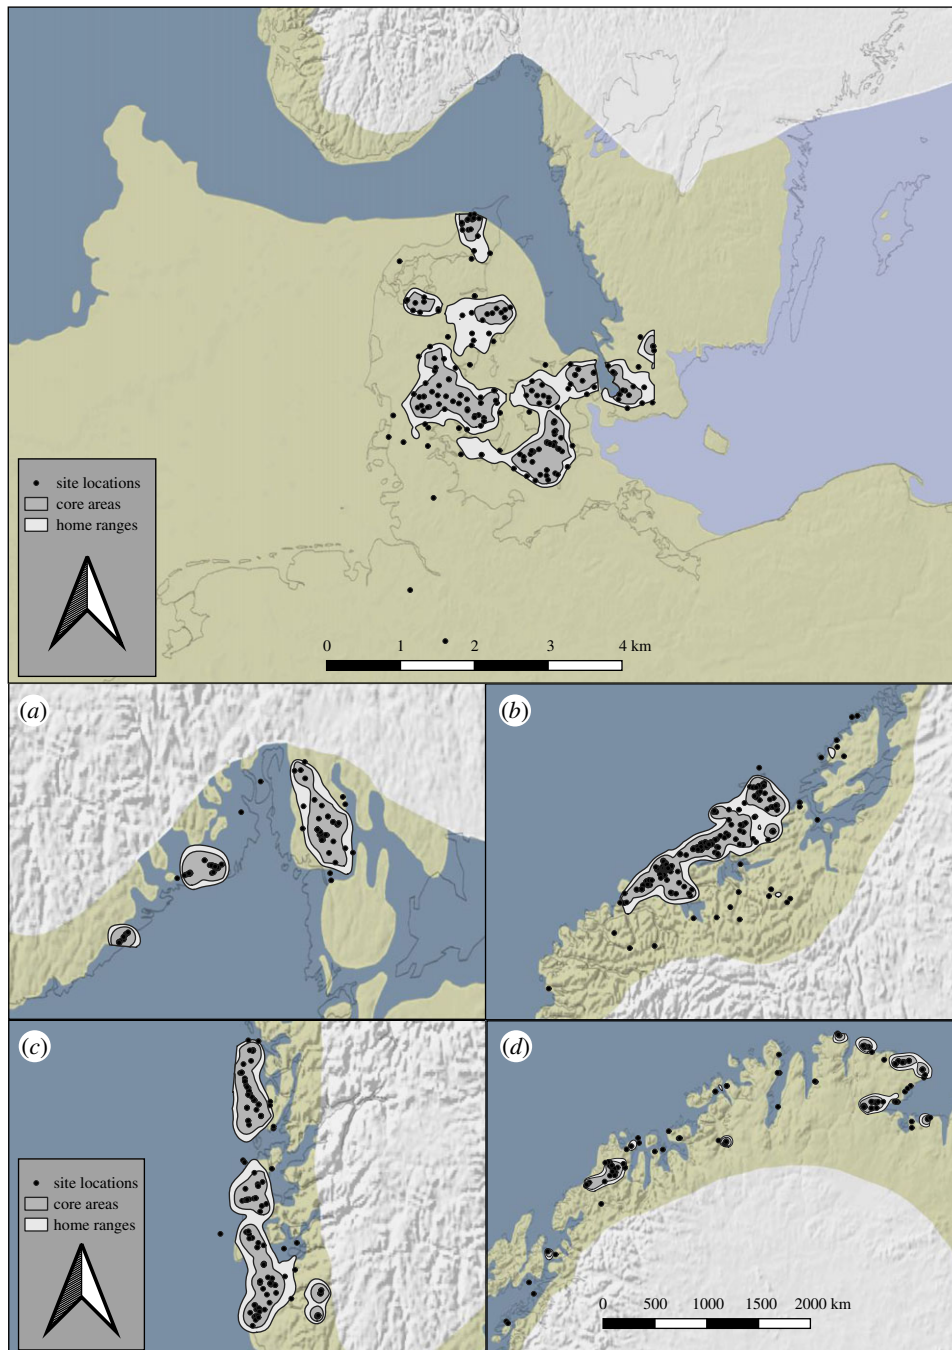 site locations
core areas
home ranges
0 1 2 3 4 km
(a)
(b)
(c)
(d)
site locations
core areas
home ranges
0 500 1000 1500 2000 km